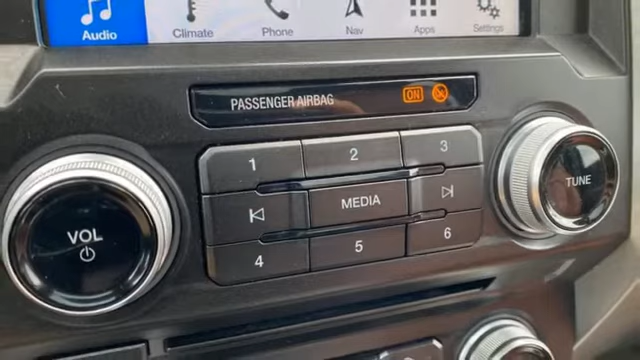 Audio Climate Phone Nav Apps Settings
PASSENGER AIRBAG ON
1 2 3
VOL MEDIA TUNE
4 5 6